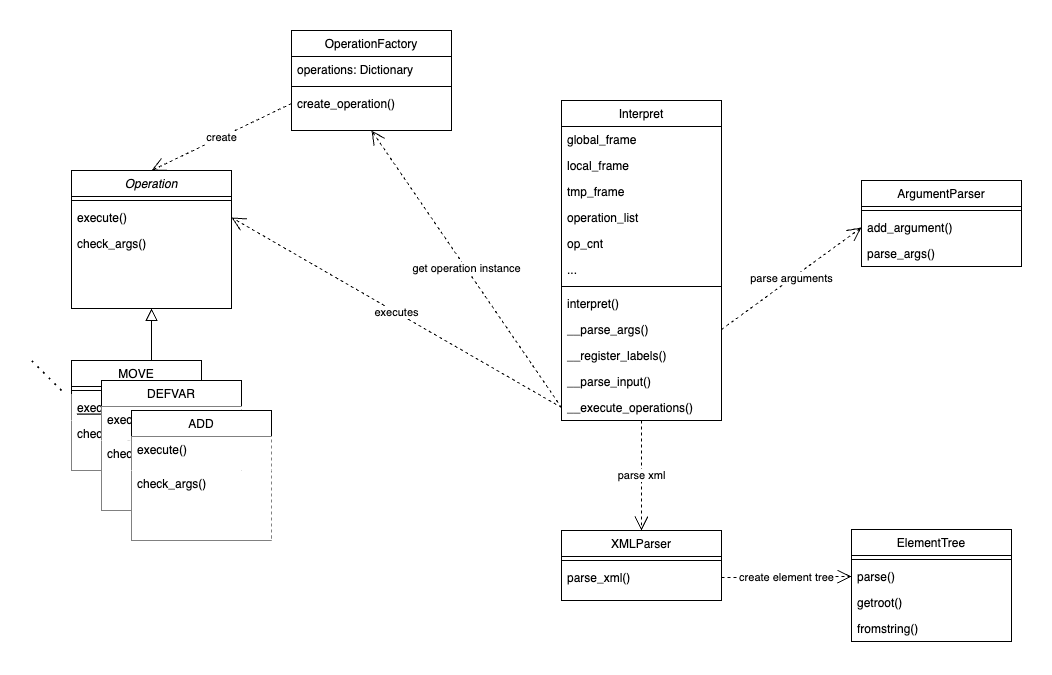 OperationFactory
operations: Dictionary
create_operation()
create
Operation
execute()
check_args()
get operation instance
executes
Interpret
global_frame
local_frame
tmp_frame
operation_list
op_cnt
...
interpret()
__parse_args()
__register_labels()
__parse_input()
__execute_operations()
ArgumentParser
add_argument()
parse_args()
parse arguments
MOVE
exec
chec
DEFVAR
exec
chec
ADD
execute()
check_args()
parse xml
XMLParser
parse_xml()
create element tree
ElementTree
parse()
getroot()
fromstring()